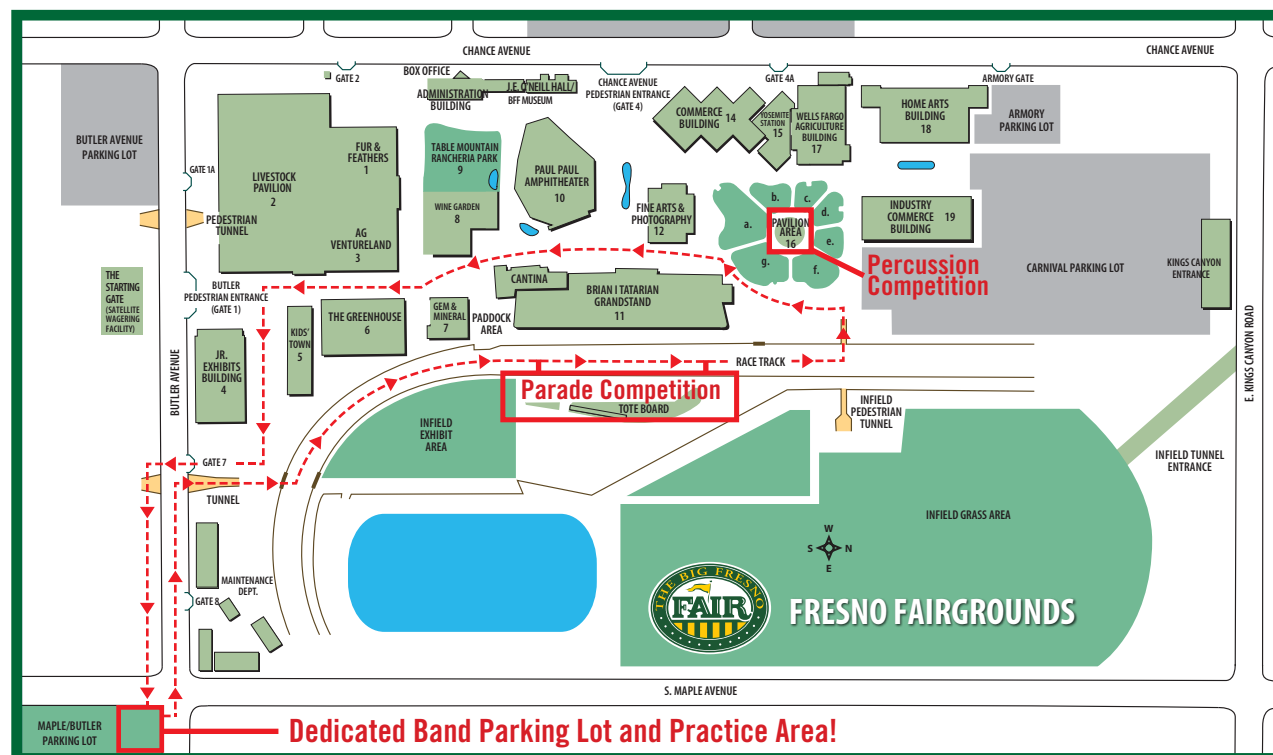 CHANCE AVENUE
CHANCE AVENUE
BUTLER AVENUE
PARKING LOT
GATE 2
BOX OFFICE
ADMINISTRATION
BUILDING
J.E. O'NEILL HALL/
BFF MUSEUM
CHANCE AVENUE
PEDESTRIAN ENTRANCE
(GATE 4)
GATE 4A
ARMORY GATE
COMMERCE
BUILDING 14
YOSEMITE
STATION
15
WELLS FARGO
AGRICULTURE
BUILDING
17
HOME ARTS
BUILDING
18
ARMORY
PARKING LOT
GATE 1A
LIVESTOCK
PAVILION
2
FUR &
FEATHERS
1
AG
VENTURELAND
3
TABLE MOUNTAIN
RANCHERIA PARK
9
WINE GARDEN
8
PAUL PAUL
AMPHITHEATER
10
FINE ARTS &
PHOTOGRAPHY
12
a.
b.
c.
d.
e.
f.
g.
PAVILION
AREA
16
INDUSTRY
COMMERCE 19
BUILDING
Percussion
Competition
CARNIVAL PARKING LOT
KINGS CANYON
ENTRANCE
PEDESTRIAN
TUNNEL
THE
STARTING
GATE
(SATELLITE
WAGERING
FACILITY)
BUTLER
PEDESTRIAN ENTRANCE
(GATE 1)
JR.
EXHIBITS
BUILDING
4
KIDS'
TOWN
5
THE GREENHOUSE
6
GEM &
MINERAL
7
PADDOCK
AREA
CANTINA
BRIAN I TATARIAN
GRANDSTAND
11
RACE TRACK
Parade Competition
TOTE BOARD
INFIELD
EXHIBIT
AREA
INFIELD
PEDESTRIAN
TUNNEL
INFIELD TUNNEL
ENTRANCE
BUTLER AVENUE
E. KINGS CANYON ROAD
GATE 7
TUNNEL
INFIELD GRASS AREA
W
S
N
E
MAINTENANCE
DEPT.
GATE 8
THE BIG FRESNO
FAIR
FRESNO FAIRGROUNDS
S. MAPLE AVENUE
MAPLE/BUTLER
PARKING LOT
Dedicated Band Parking Lot and Practice Area!